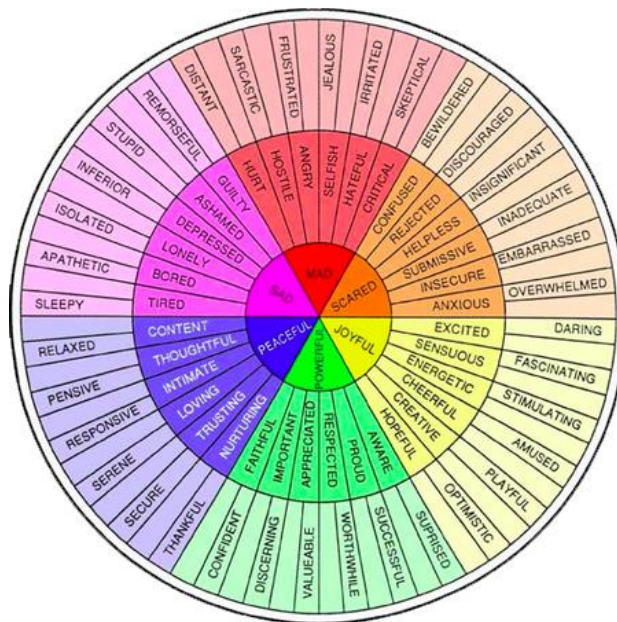 MAD
SCARED
JOYFUL
POWERFUL
PEACEFUL
SAD
HURT
HOSTILE
ANGRY
SELFISH
HATEFUL
CRITICAL
CONFUSED
REJECTED
HELPLESS
SUBMISSIVE
INSECURE
ANXIOUS
EXCITED
SENSUOUS
ENERGETIC
CHEERFUL
CREATIVE
HOPEFUL
AWARE
PROUD
RESPECTED
APPRECIATED
IMPORTANT
FAITHFUL
NURTURING
TRUSTING
LOVING
INTIMATE
THOUGHTFUL
CONTENT
TIRED
BORED
LONELY
DEPRESSED
ASHAMED
GUILTY
DISTANT
SARCASTIC
FRUSTRATED
JEALOUS
IRRITATED
SKEPTICAL
BEWILDERED
DISCOURAGED
INSIGNIFICANT
INADEQUATE
EMBARRASSED
OVERWHELMED
DARING
FASCINATING
STIMULATING
AMUSED
PLAYFUL
OPTIMISTIC
SUPRISED
SUCCESSFUL
WORTHWHILE
VALUEABLE
DISCERNING
CONFIDENT
THANKFUL
SECURE
SERENE
RESPONSIVE
PENSIVE
RELAXED
SLEEPY
APATHETIC
ISOLATED
INFERIOR
STUPID
REMORSEFUL